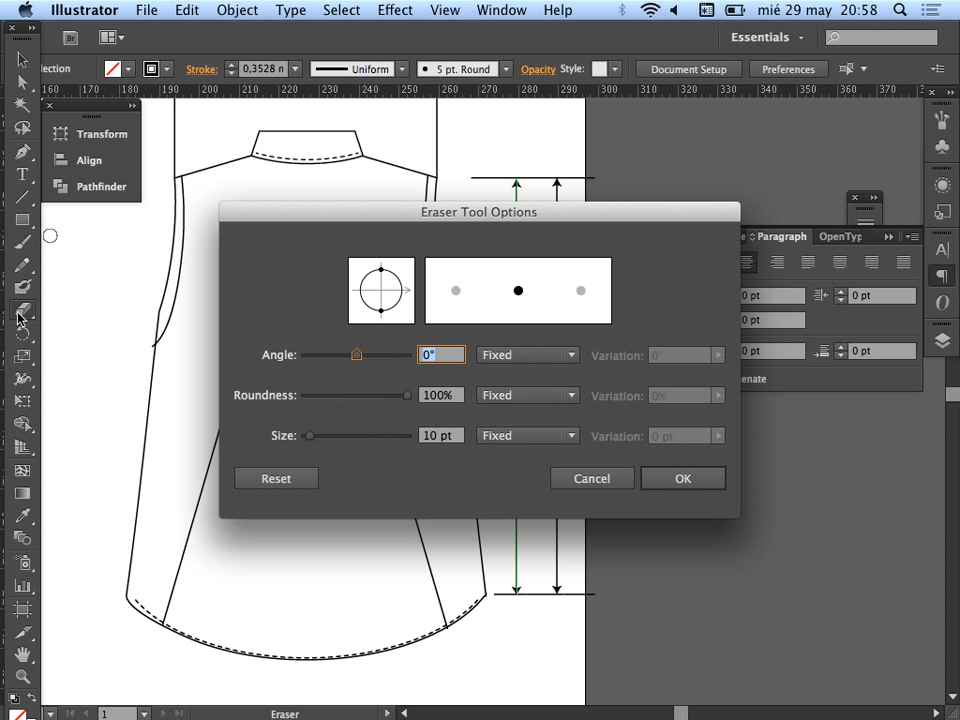 Illustrator File Edit Object Type Select Effect View Window Help mié 29 may 20:58
Br Essentials
lection Stroke: 0,3528 n Uniform 5 pt. Round Opacity Style: Document Setup Preferences
160 170 180 190 200 210 220 230 240 250 260 270 280 290 300 310 320 330 340 350 360 370
Transform
Align
Pathfinder
Eraser Tool Options
Paragraph OpenTyp
0 pt 0 pt
0 pt
0 pt 0 pt
enate
Angle: 0° Fixed Variation: 0°
Roundness: 100% Fixed Variation: 0%
Size: 10 pt Fixed Variation: 0 pt
Reset Cancel OK
1 Eraser